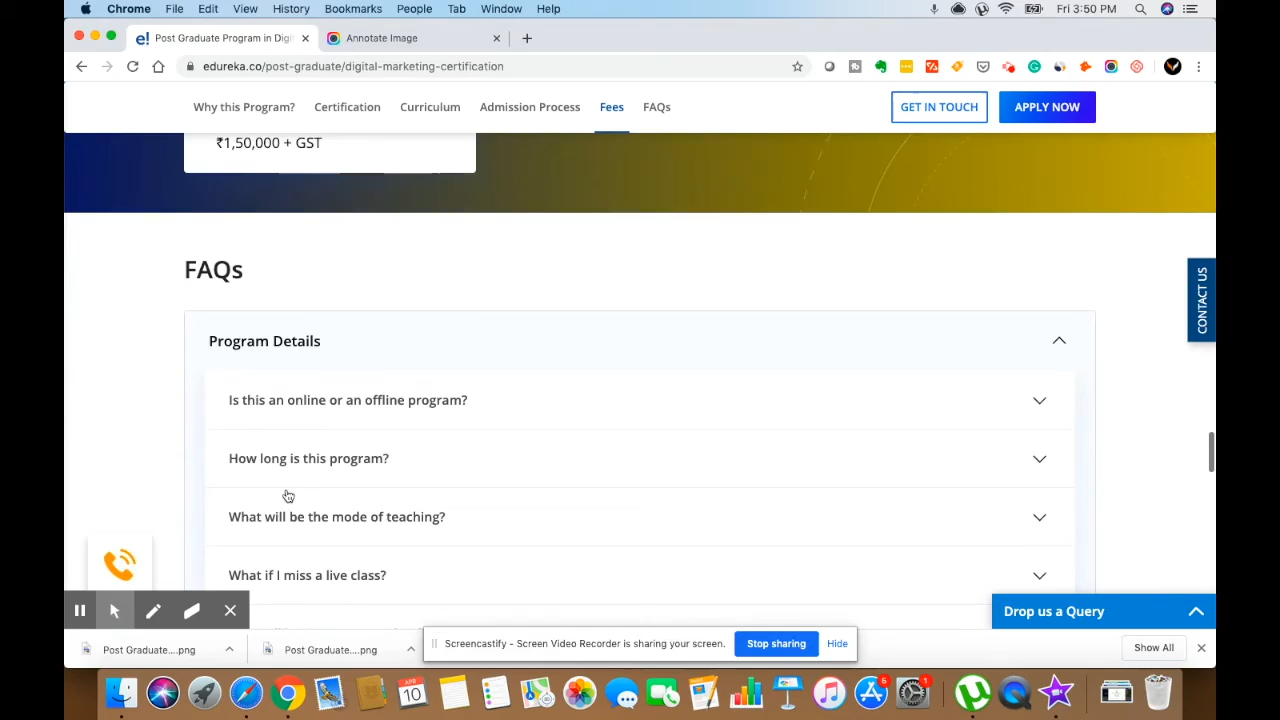 Chrome File Edit View History Bookmarks People Tab Window Help Fri 3:50 PM
e! Post Graduate Program in Digi Annotate Image
edureka.co/post-graduate/digital-marketing-certification
Why this Program? Certification Curriculum Admission Process Fees FAQs GET IN TOUCH APPLY NOW
₹1,50,000 + GST
FAQs
CONTACT US
Program Details
Is this an online or an offline program?
How long is this program?
What will be the mode of teaching?
What if I miss a live class?
Drop us a Query
Screencastify - Screen Video Recorder is sharing your screen. Stop sharing Hide
Post Graduate....png Post Graduate....png Show All
APR
10 5 1